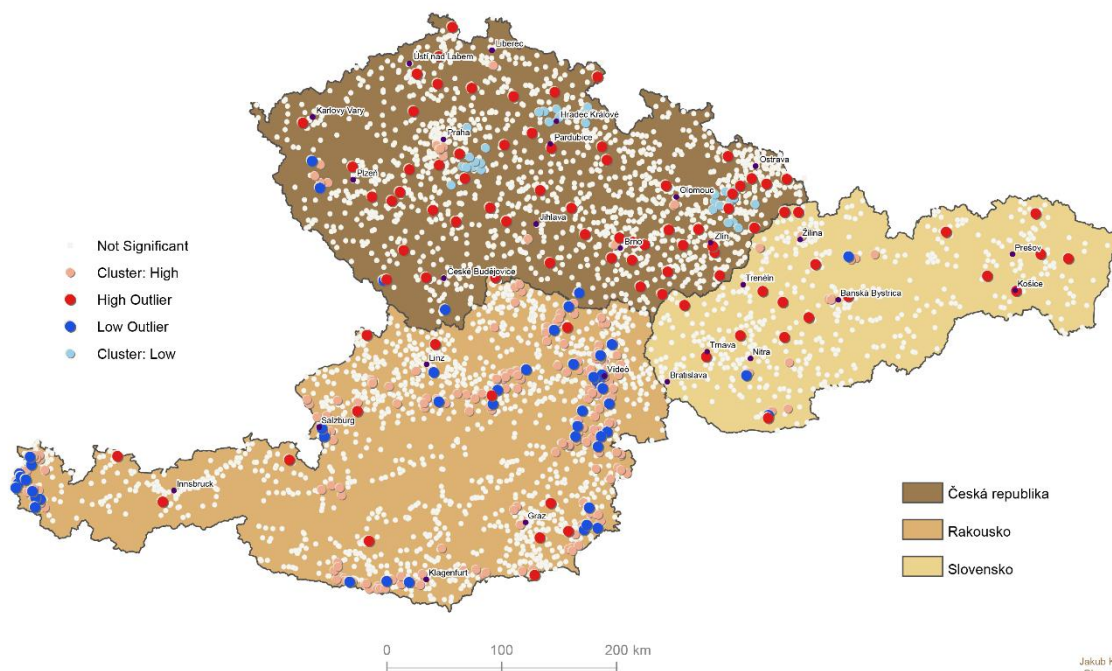 Liberec
Ústí nad Labem
Karlovy Vary
Hradec Králové
Praha
Pardubice
Ostrava
Plzeň
Olomouc
Jihlava
Zlín
Brno
Žilina
Prešov
České Budějovice
Trenčín
Košice
Banská Bystrica
Linz
Trnava
Nitra
Vídeň
Bratislava
Salzburg
Innsbruck
Graz
Klagenfurt
Not Significant
Cluster: High
High Outlier
Low Outlier
Cluster: Low
Česká republika
Rakousko
Slovensko
0 100 200 km
Jakub